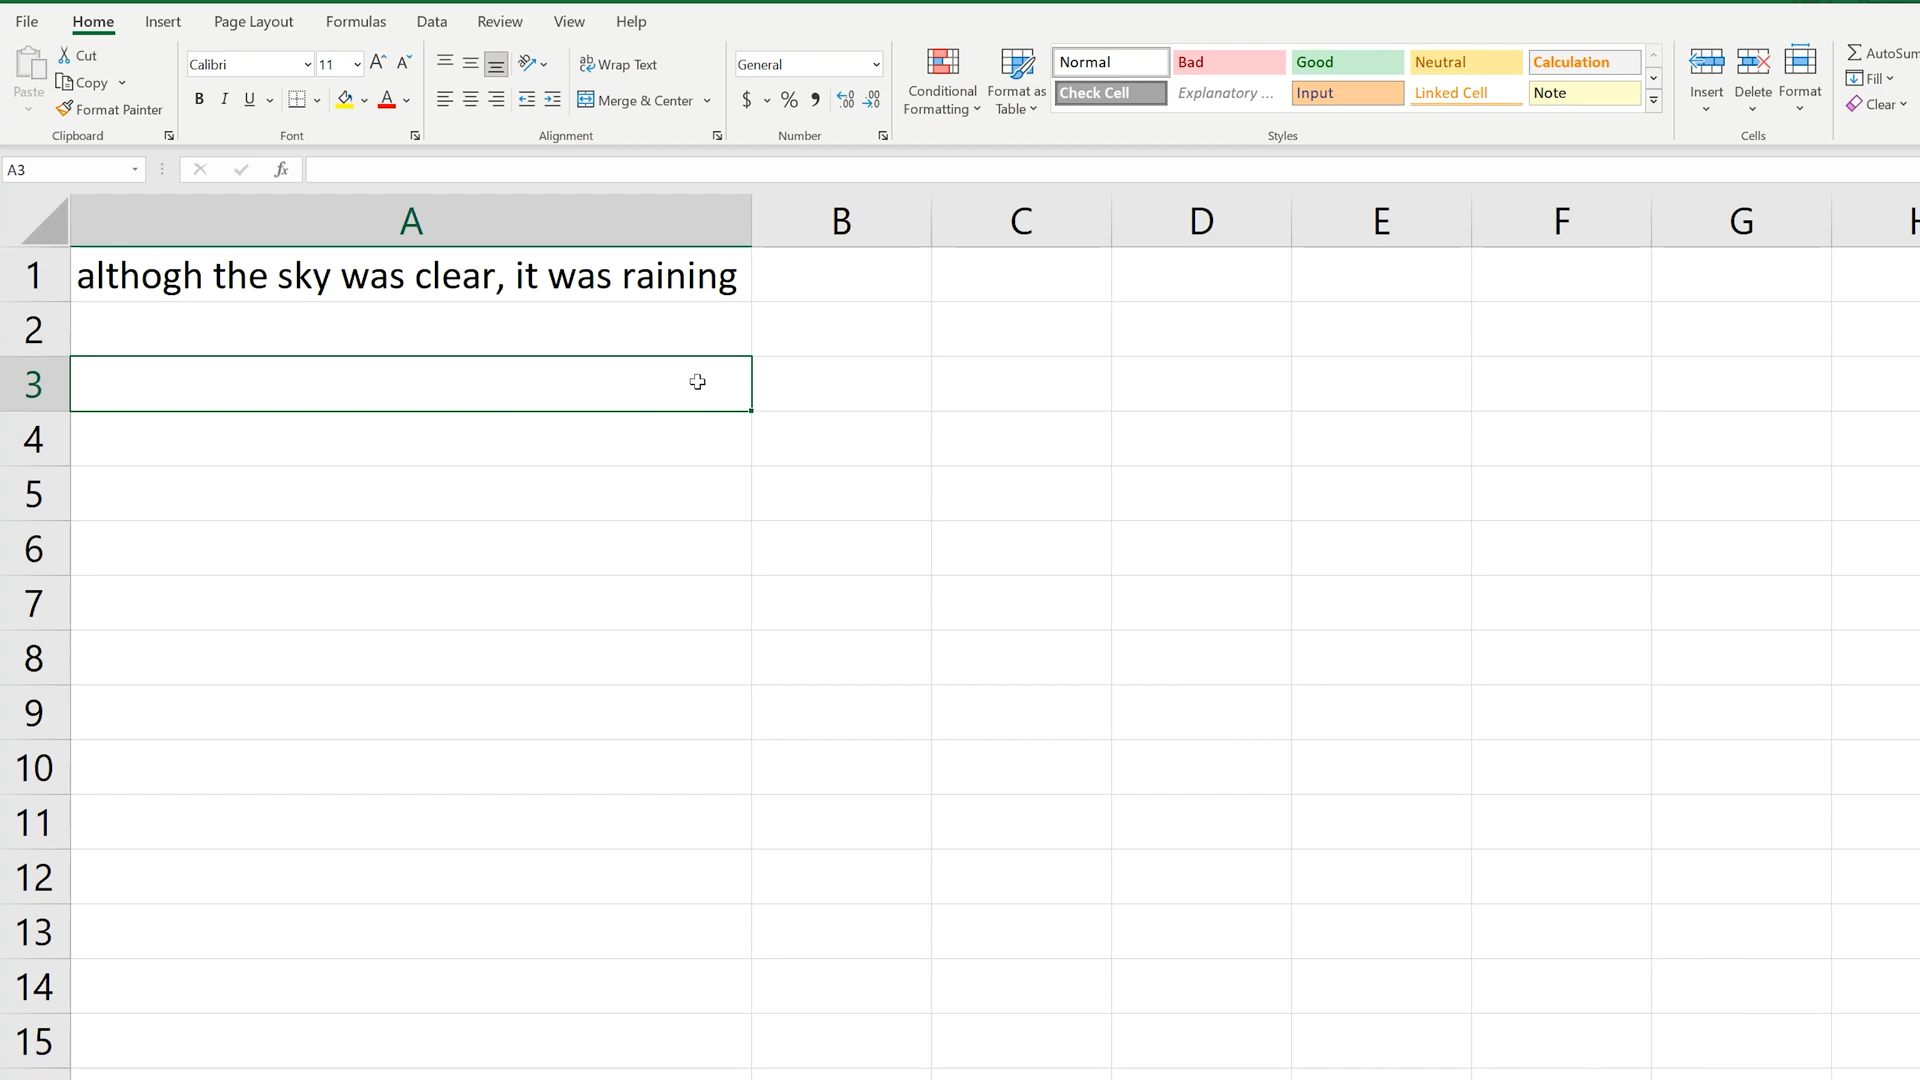 File Home Insert Page Layout Formulas Data Review View Help
Cut
Copy
Format Painter
Paste
Clipboard
Calibri 11 A A
B I U A
Font
Wrap Text
Merge & Center
Alignment
General
$ % , .00 .00
Number
Conditional Formatting
Format as Table
Normal Bad Good Neutral Calculation
Check Cell Explanatory ... Input Linked Cell Note
Styles
Insert Delete Format
Cells
AutoSum
Fill
Clear
A3 fx
A B C D E F G
1 althogh the sky was clear, it was raining
2
3
4
5
6
7
8
9
10
11
12
13
14
15